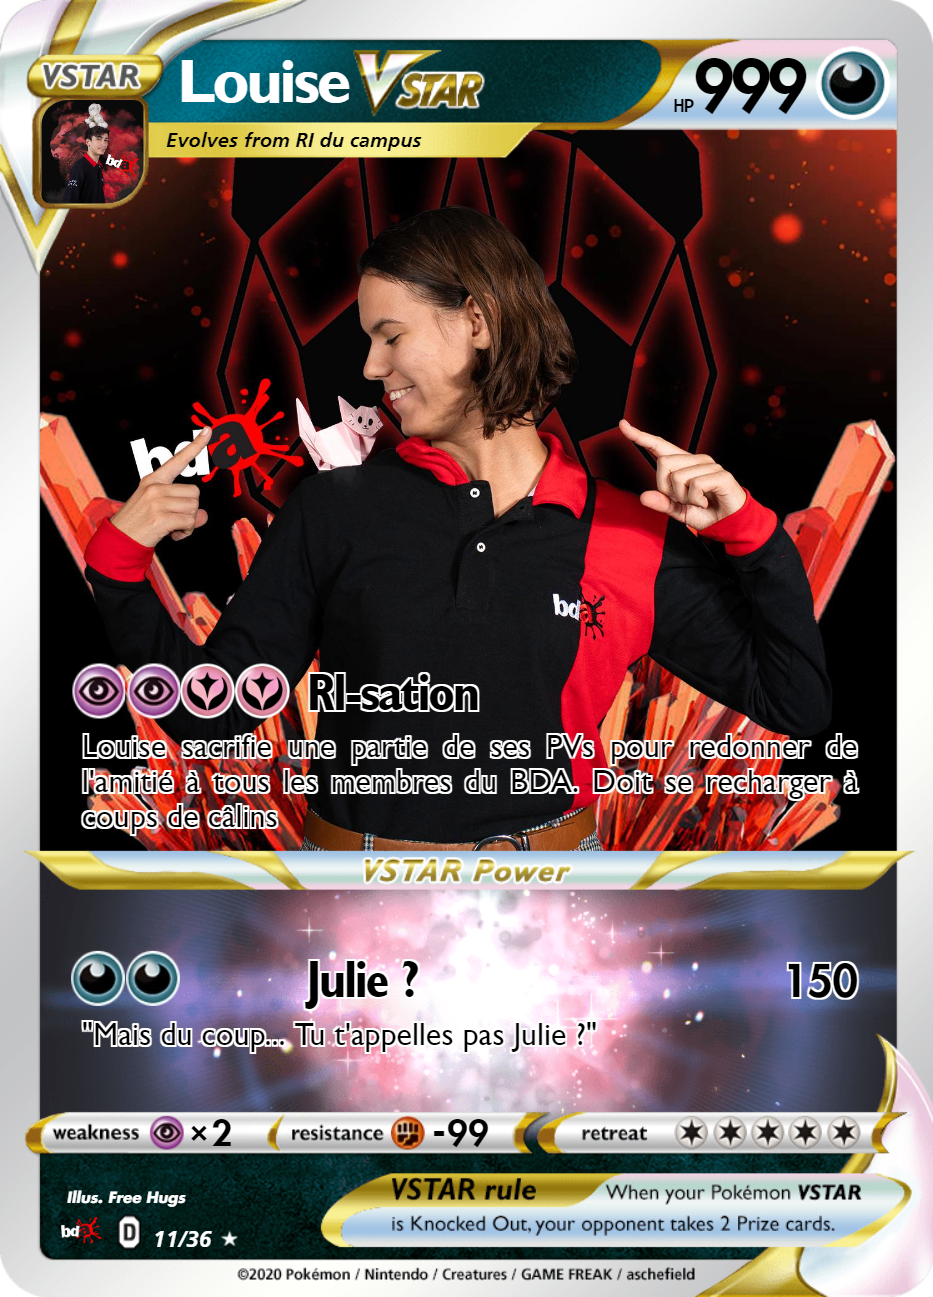 VSTAR
Louise VSTAR
HP 999
Evolves from RI du campus
bda
bda
bda
RI-sation
Louise sacrifie une partie de ses PVs pour redonner de
l'amitié à tous les membres du BDA. Doit se recharger à
coups de câlins
VSTAR Power
Julie ? 150
"Mais du coup... Tu t'appelles pas Julie ?"
weakness ×2 resistance -99 retreat
Illus. Free Hugs
bda D 11/36
VSTAR rule When your Pokémon VSTAR
is Knocked Out, your opponent takes 2 Prize cards.
©2020 Pokémon / Nintendo / Creatures / GAME FREAK / aschefield